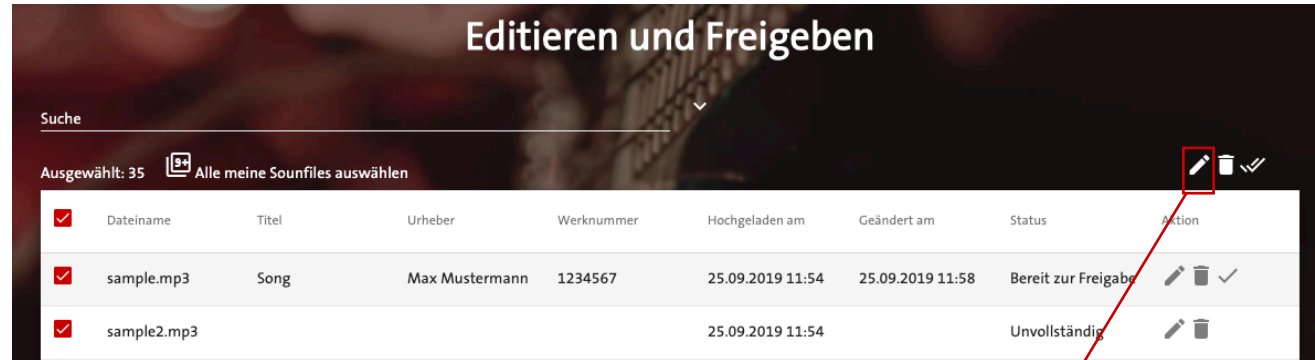 Editieren und Freigeben
Suche
Ausgewählt: 35 9+ Alle meine Sounfiles auswählen
Dateiname Titel Urheber Werknummer Hochgeladen am Geändert am Status Aktion
sample.mp3 Song Max Mustermann 1234567 25.09.2019 11:54 25.09.2019 11:58 Bereit zur Freigabe
sample2.mp3 25.09.2019 11:54 Unvollständig